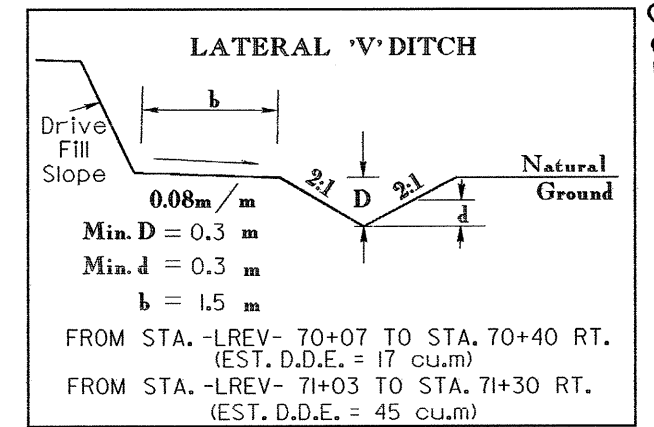 LATERAL 'V' DITCH
b
Drive
Fill
Slope
Natural
Ground
2:1
D
2:1
d
0.08m/m
Min. D = 0.3 m
Min. d = 0.3 m
b = 1.5 m
FROM STA. -LREV- 70+07 TO STA. 70+40 RT.
(EST. D.D.E. = 17 cu.m)
FROM STA. -LREV- 71+03 TO STA. 71+30 RT.
(EST. D.D.E. = 45 cu.m)